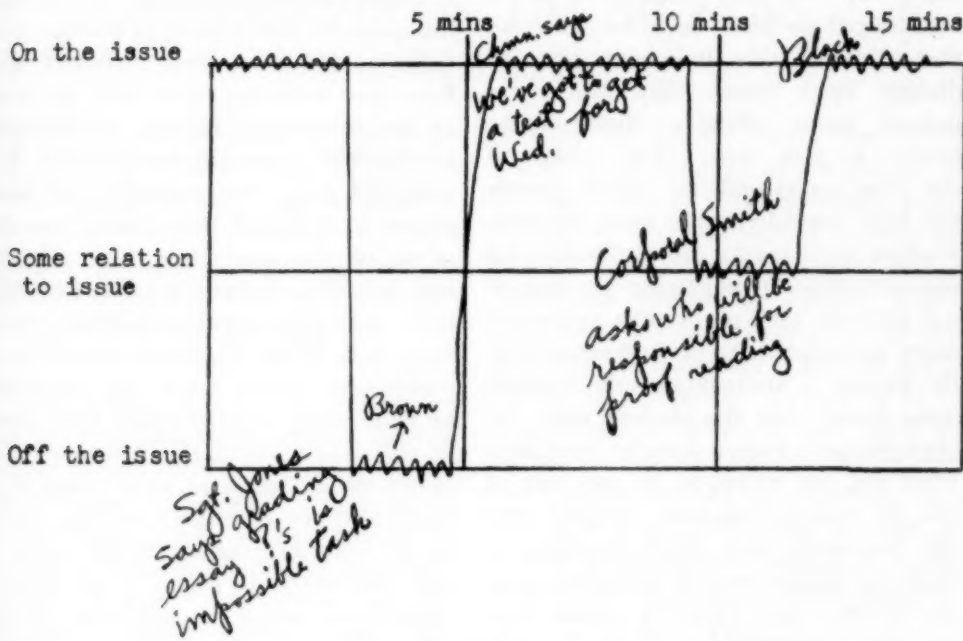 5 mins
10 mins
15 mins
On the issue
Chmn. says
we've got to get
a test for
Wed.
Black
Some relation
to issue
Corporal Smith
asks who will be
responsible for
proof reading
Brown
Off the issue
Sgt. Jones
says grading
essay ?'s is
impossible task